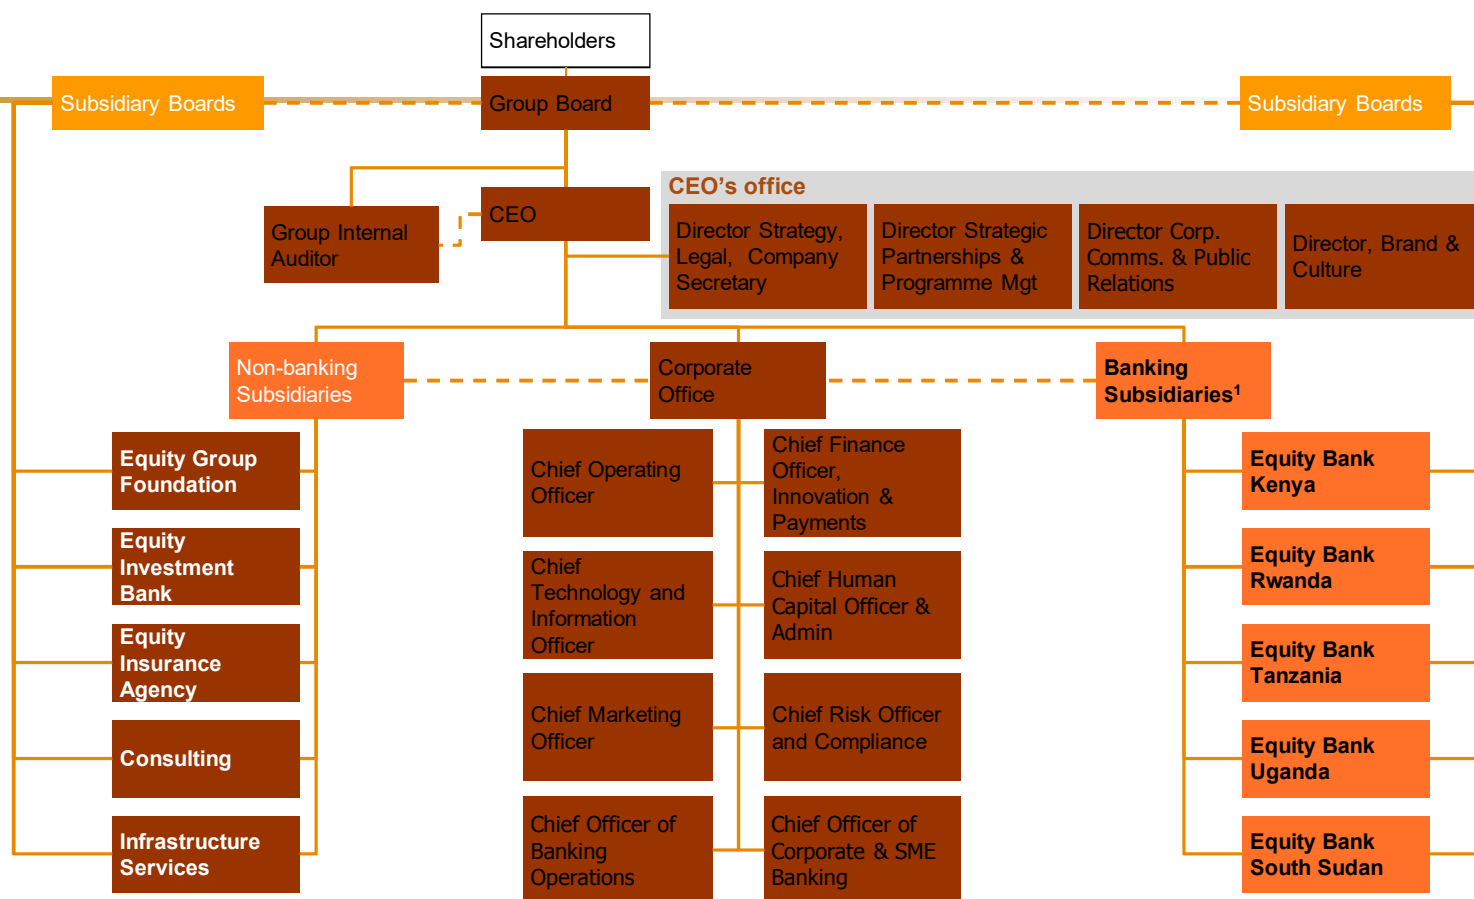 Shareholders
Subsidiary Boards
Group Board
Subsidiary Boards
CEO's office
CEO
Group Internal
Auditor
Director Strategy,
Legal, Company
Secretary
Director Strategic
Partnerships &
Programme Mgt
Director Corp.
Comms. & Public
Relations
Director, Brand &
Culture
Non-banking
Subsidiaries
Corporate
Office
Banking
Subsidiaries¹
Equity Group
Foundation
Equity
Investment
Bank
Equity
Insurance
Agency
Consulting
Infrastructure
Services
Chief Operating
Officer
Chief Finance
Officer,
Innovation &
Payments
Chief
Technology and
Information
Officer
Chief Human
Capital Officer &
Admin
Chief Marketing
Officer
Chief Risk Officer
and Compliance
Chief Officer of
Banking
Operations
Chief Officer of
Corporate & SME
Banking
Equity Bank
Kenya
Equity Bank
Rwanda
Equity Bank
Tanzania
Equity Bank
Uganda
Equity Bank
South Sudan